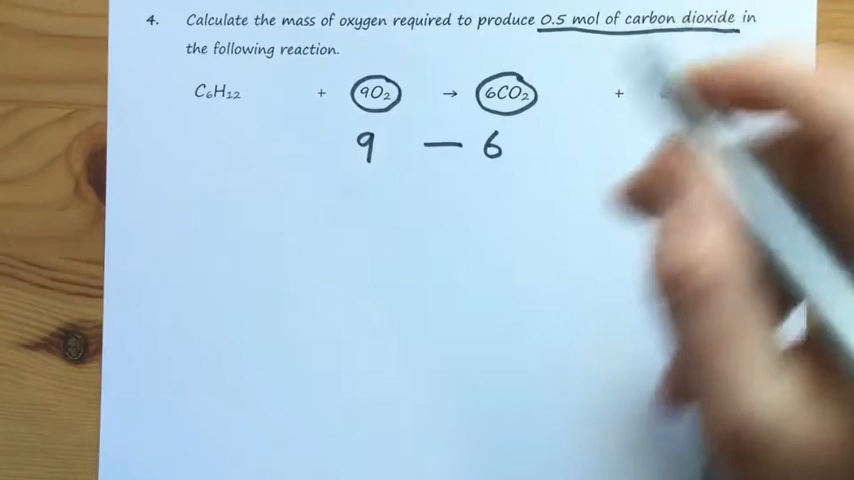 4. Calculate the mass of oxygen required to produce 0.5 mol of carbon dioxide in
the following reaction.
C₆H₁₂ + 9O₂ → 6CO₂ +
9 — 6